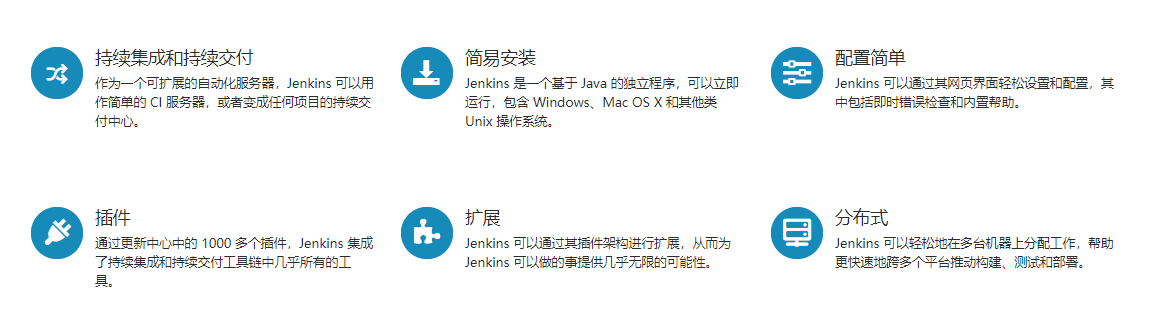 持续集成和持续交付
作为一个可扩展的自动化服务器，Jenkins 可以用
作简单的 CI 服务器，或者变成任何项目的持续交
付中心。
简易安装
Jenkins 是一个基于 Java 的独立程序，可以立即
运行，包含 Windows、Mac OS X 和其他类
Unix 操作系统。
配置简单
Jenkins 可以通过其网页界面轻松设置和配置，其
中包括即时错误检查和内置帮助。
插件
通过更新中心中的 1000 多个插件，Jenkins 集成
了持续集成和持续交付工具链中几乎所有的工
具。
扩展
Jenkins 可以通过其插件架构进行扩展，从而为
Jenkins 可以做的事提供几乎无限的可能性。
分布式
Jenkins 可以轻松地在多台机器上分配工作，帮助
更快速地跨多个平台推动构建、测试和部署。